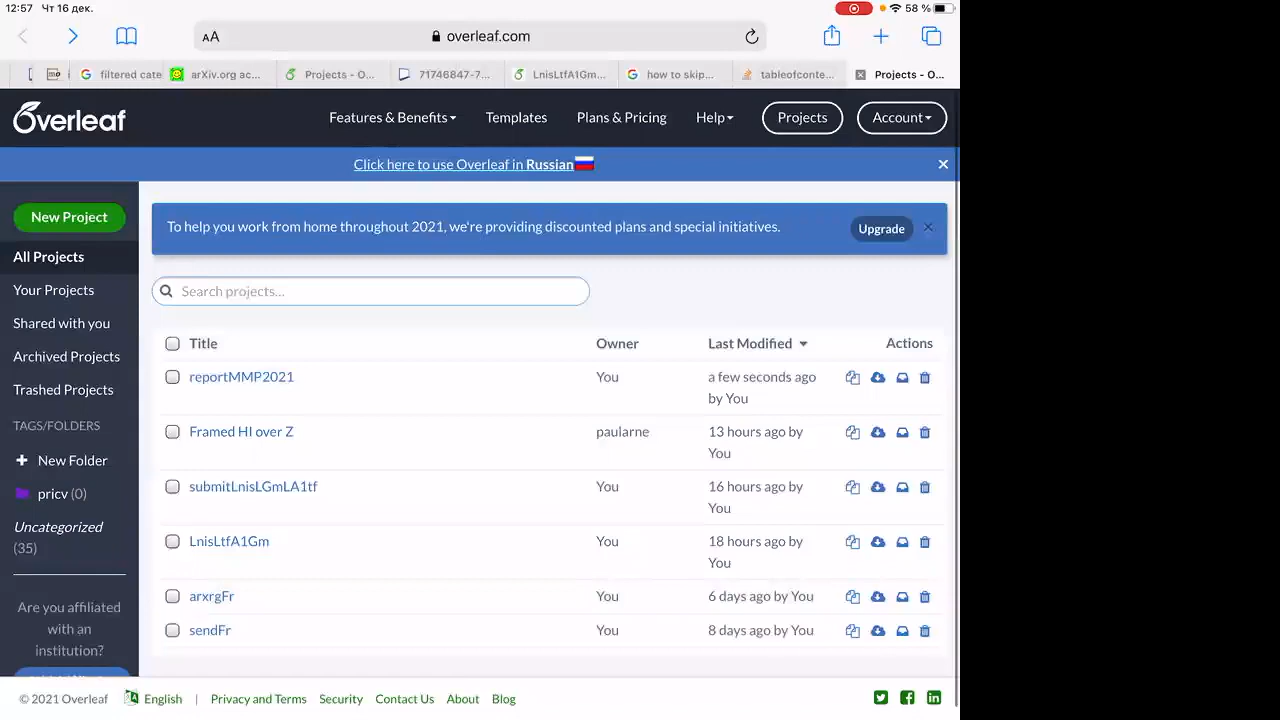 12:57 Чт 16 дек. 58 %
AA overleaf.com
me filtered cate arXiv.org ac... Projects - O... 71746847-7... LnisLtfA1Gm... how to skip... tableofconte... Projects - O...
Overleaf Features & Benefits Templates Plans & Pricing Help Projects Account
Click here to use Overleaf in Russian
New Project
To help you work from home throughout 2021, we're providing discounted plans and special initiatives. Upgrade
All Projects
Your Projects
Search projects...
Shared with you
Archived Projects
Trashed Projects
TAGS/FOLDERS
New Folder
pricv (0)
Uncategorized
(35)
Are you affiliated
with an
institution?
Title Owner Last Modified Actions
reportMMP2021 You a few seconds ago
by You
Framed HI over Z paularne 13 hours ago by
You
submitLnisLGmLA1tf You 16 hours ago by
You
LnisLtfA1Gm You 18 hours ago by
You
arxrgFr You 6 days ago by You
sendFr You 8 days ago by You
© 2021 Overleaf English | Privacy and Terms Security Contact Us About Blog